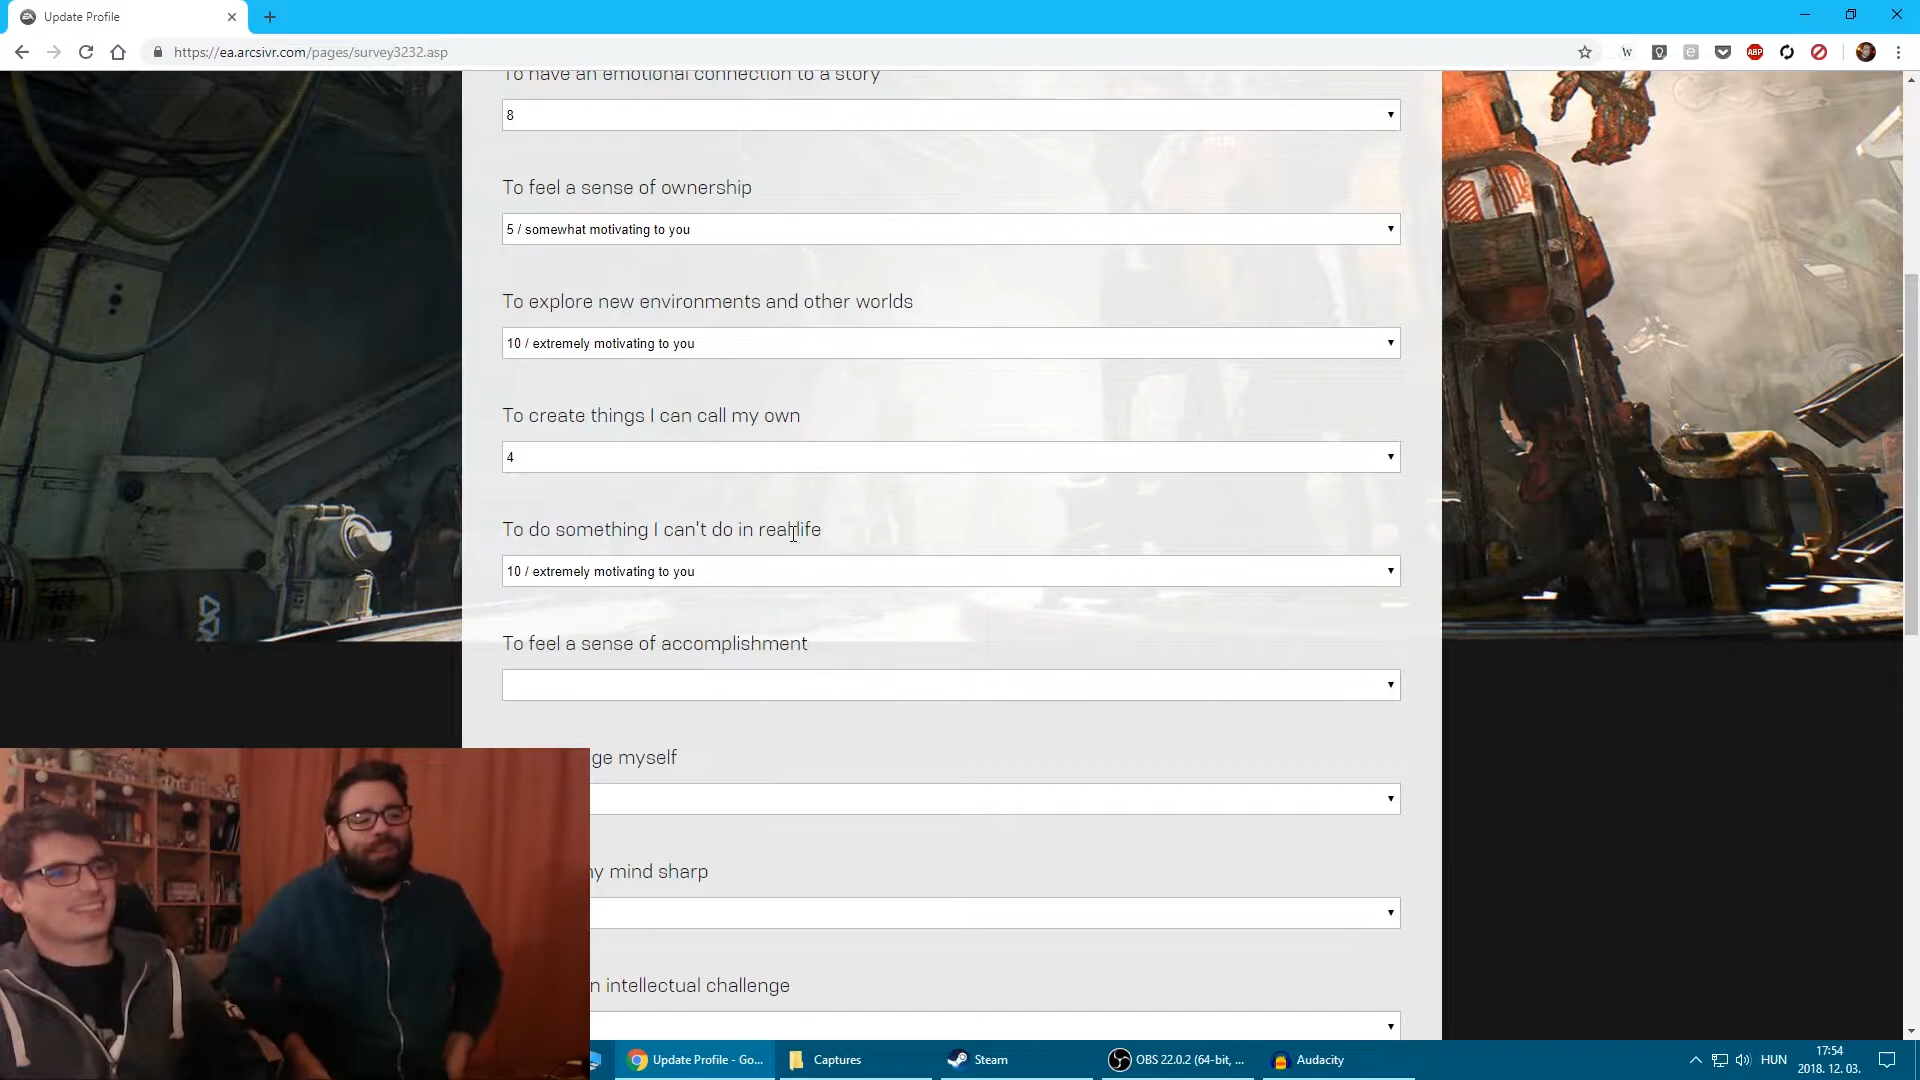 Update Profile
https://ea.arcsivr.com/pages/survey3232.asp
W
ABP
To have an emotional connection to a story
8
To feel a sense of ownership
5 / somewhat motivating to you
To explore new environments and other worlds
10 / extremely motivating to you
To create things I can call my own
4
To do something I can't do in real life
10 / extremely motivating to you
To feel a sense of accomplishment
ge myself
my mind sharp
n intellectual challenge
Update Profile - Go...
Captures
Steam
OBS 22.0.2 (64-bit, ...
Audacity
HUN
17:54
2018. 12. 03.